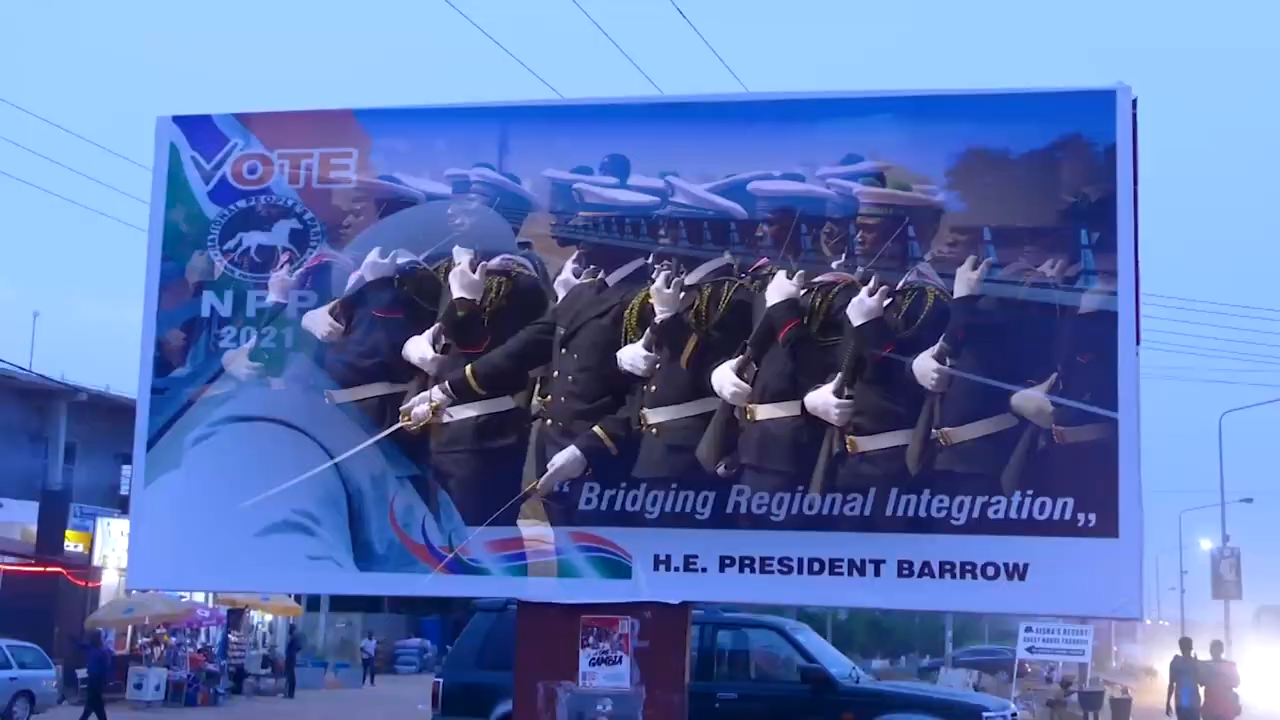 VOTE
NATIONAL PEOPLE'S PARTY
NPP
2021
“Bridging Regional Integration„
H.E. PRESIDENT BARROW
GAMBIA
AISHA'S RESORT